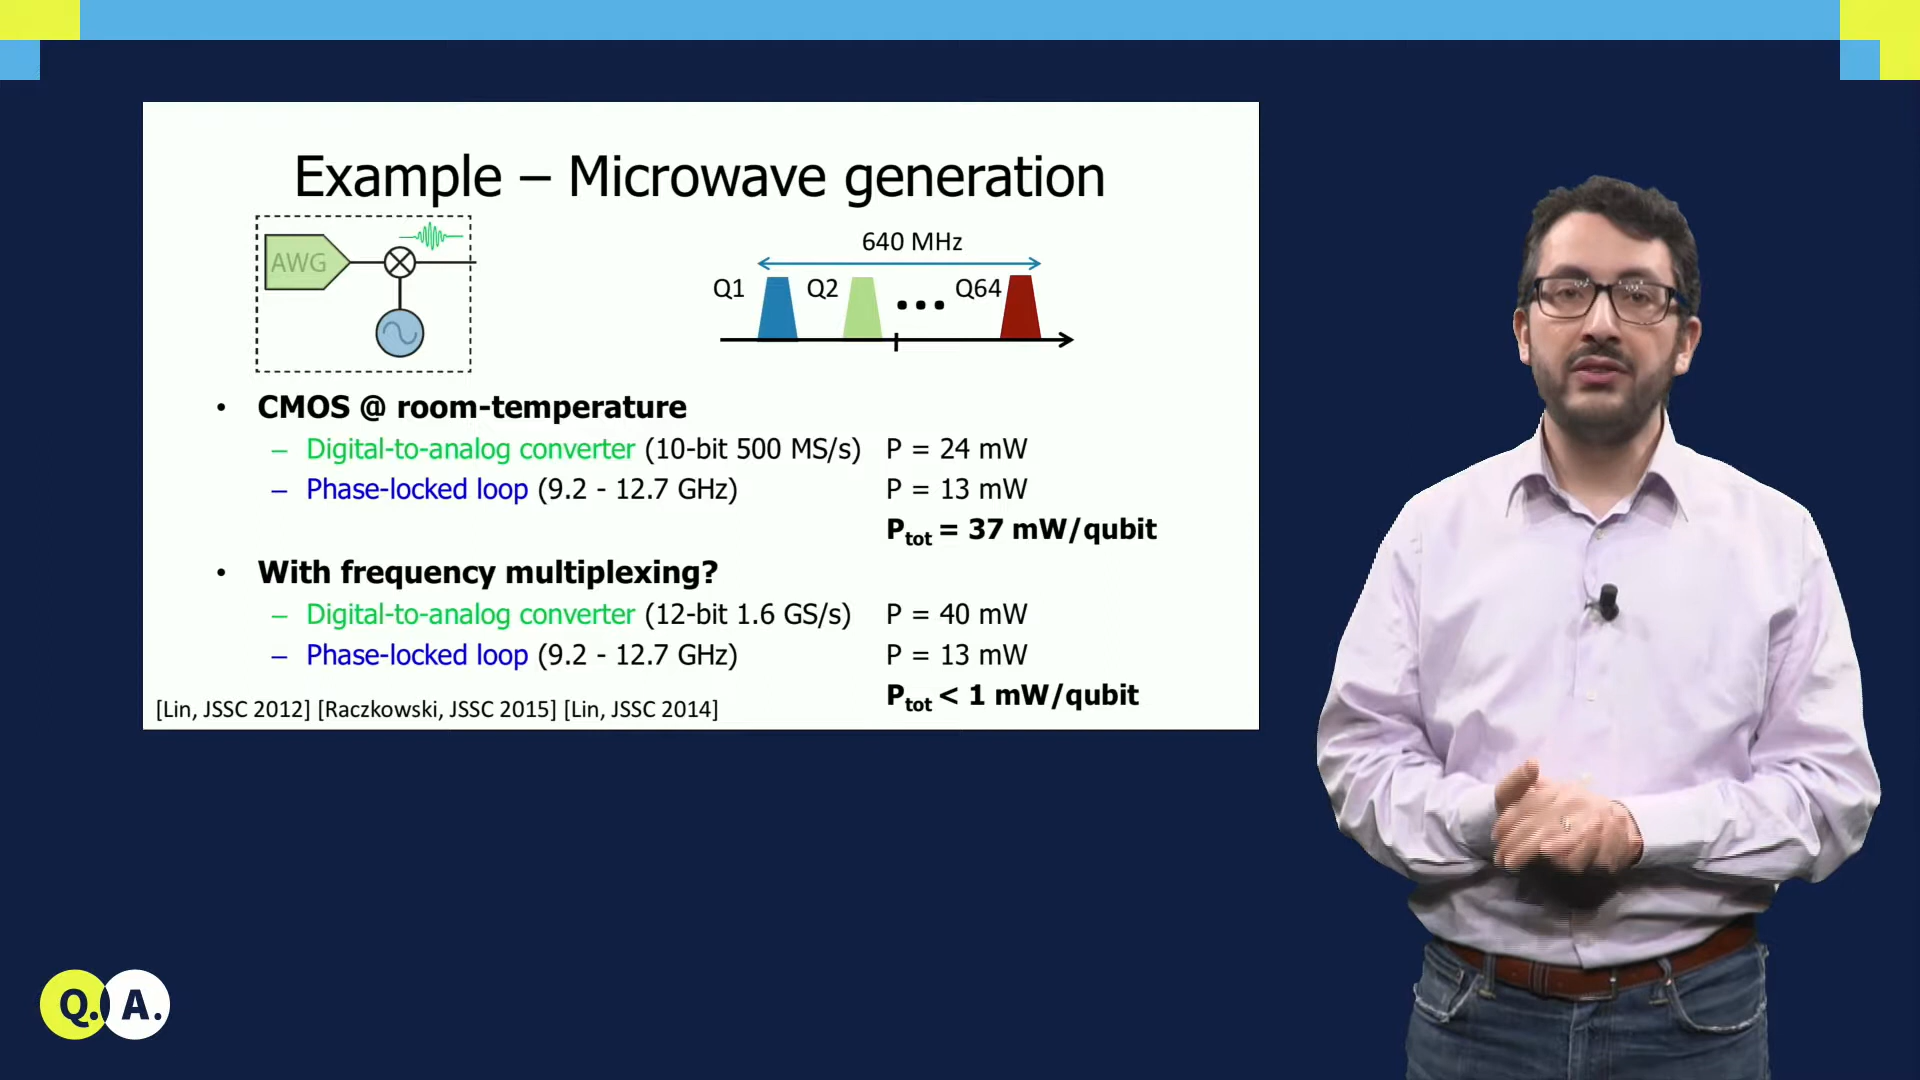 Example – Microwave generation
AWG
640 MHz
Q1 Q2 ... Q64
• CMOS @ room-temperature
– Digital-to-analog converter (10-bit 500 MS/s) P = 24 mW
– Phase-locked loop (9.2 - 12.7 GHz) P = 13 mW
Ptot = 37 mW/qubit
• With frequency multiplexing?
– Digital-to-analog converter (12-bit 1.6 GS/s) P = 40 mW
– Phase-locked loop (9.2 - 12.7 GHz) P = 13 mW
Ptot < 1 mW/qubit
[Lin, JSSC 2012] [Raczkowski, JSSC 2015] [Lin, JSSC 2014]
Q. A.